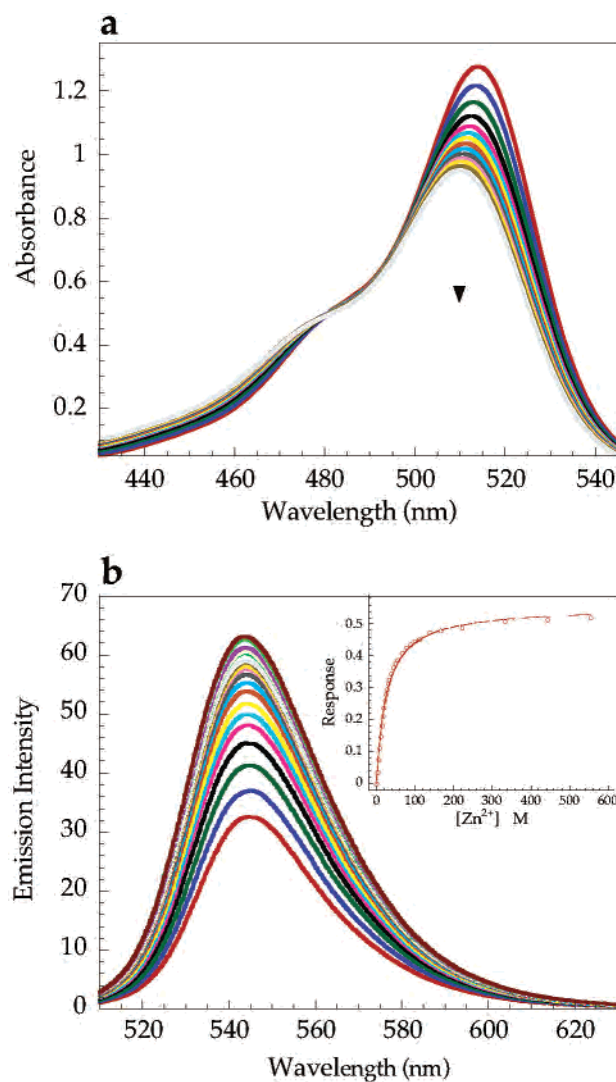 a
1.2
1
0.8
0.6
0.4
0.2
Absorbance
440 460 480 500 520 540
Wavelength (nm)
b
70
60
50
40
30
20
10
0
Emission Intensity
520 540 560 580 600 620
Wavelength (nm)
0.5
0.4
0.3
0.2
0.1
0
Response
0 100 200 300 400 500 600
[Zn²⁺] M